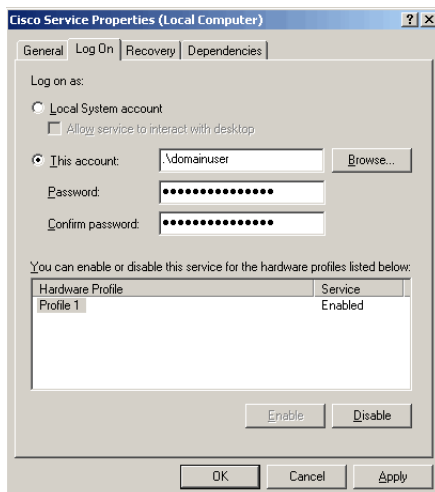 Cisco Service Properties (Local Computer)
General Log On Recovery Dependencies
Log on as:
Local System account
Allow service to interact with desktop
This account: .\domainuser Browse...
Password: •••••••••••••••
Confirm password: •••••••••••••••
You can enable or disable this service for the hardware profiles listed below:
Hardware Profile Service
Profile 1 Enabled
Enable Disable
OK Cancel Apply